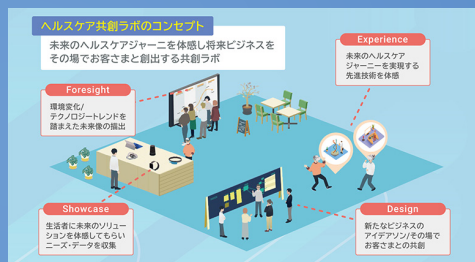 ヘルスケア共創ラボのコンセプト
未来のヘルスケアジャーニを体感し将来ビジネスを
その場でお客さまと創出する共創ラボ
Experience
未来のヘルスケア
ジャーニーを実現する
先進技術を体感
Foresight
環境変化/
テクノロジートレンドを
踏まえた未来像の描出
Showcase
生活者に未来のソリュー
ションを体感してもらい
ニーズ・データを収集
Design
新たなビジネスの
アイデアソン/その場で
お客さまとの共創